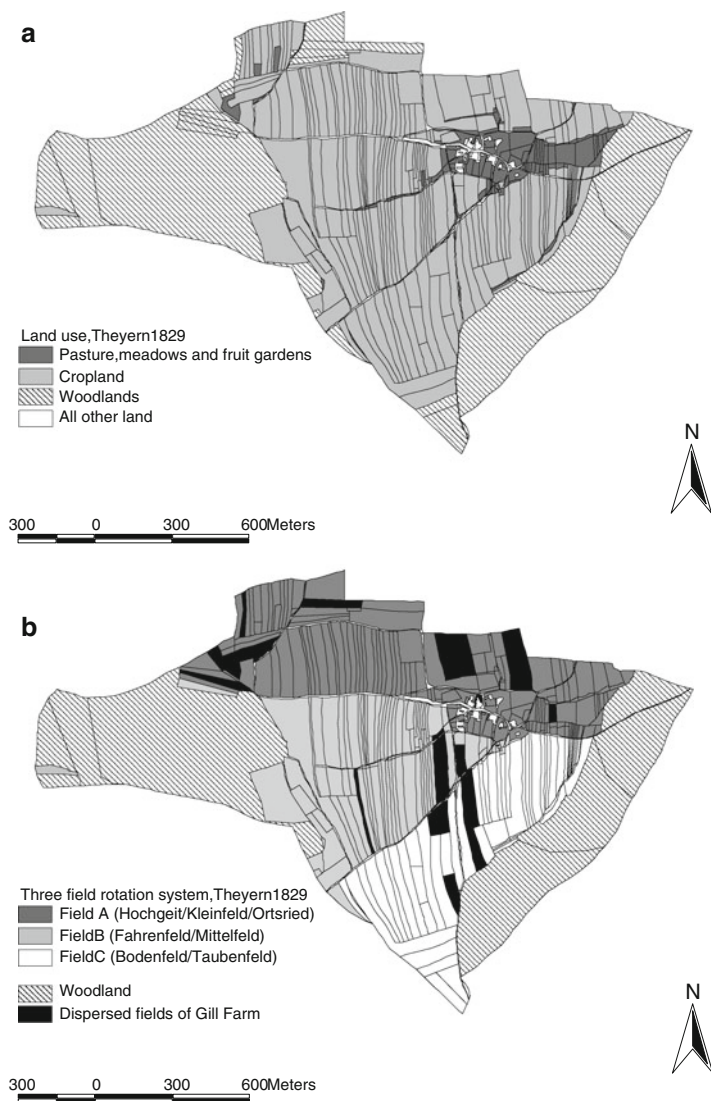 a
Land use,Theyern1829
Pasture,meadows and fruit gardens
Cropland
Woodlands
All other land
N
300 0 300 600Meters
b
Three field rotation system,Theyern1829
Field A (Hochgeit/Kleinfeld/Ortsried)
FieldB (Fahrenfeld/Mittelfeld)
FieldC (Bodenfeld/Taubenfeld)
Woodland
Dispersed fields of Gill Farm
N
300 0 300 600Meters